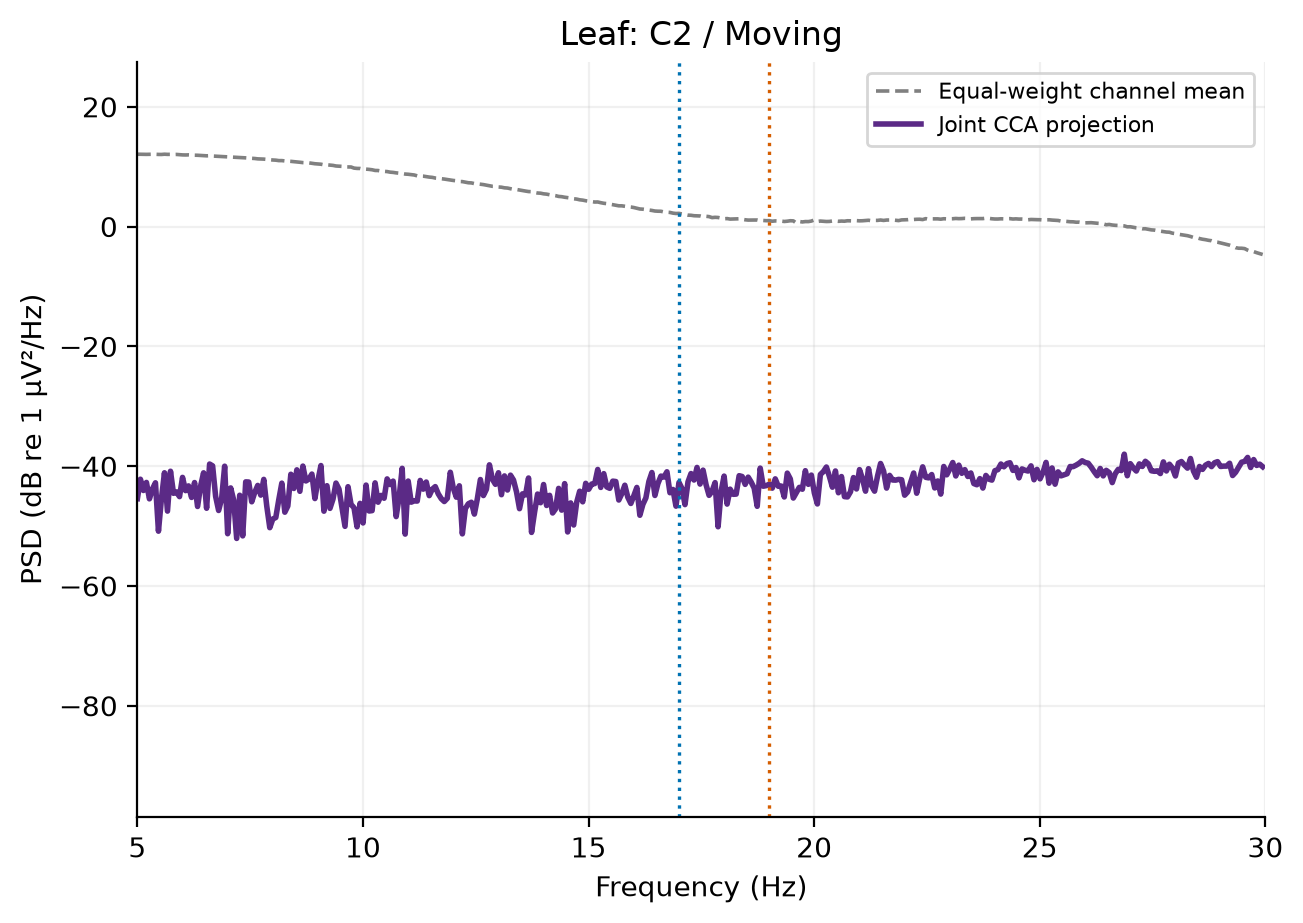 Leaf: C2 / Moving
Equal-weight channel mean
Joint CCA projection
PSD (dB re 1 µV²/Hz)
20
0
−20
−40
−60
−80
5
10
15
20
25
30
Frequency (Hz)